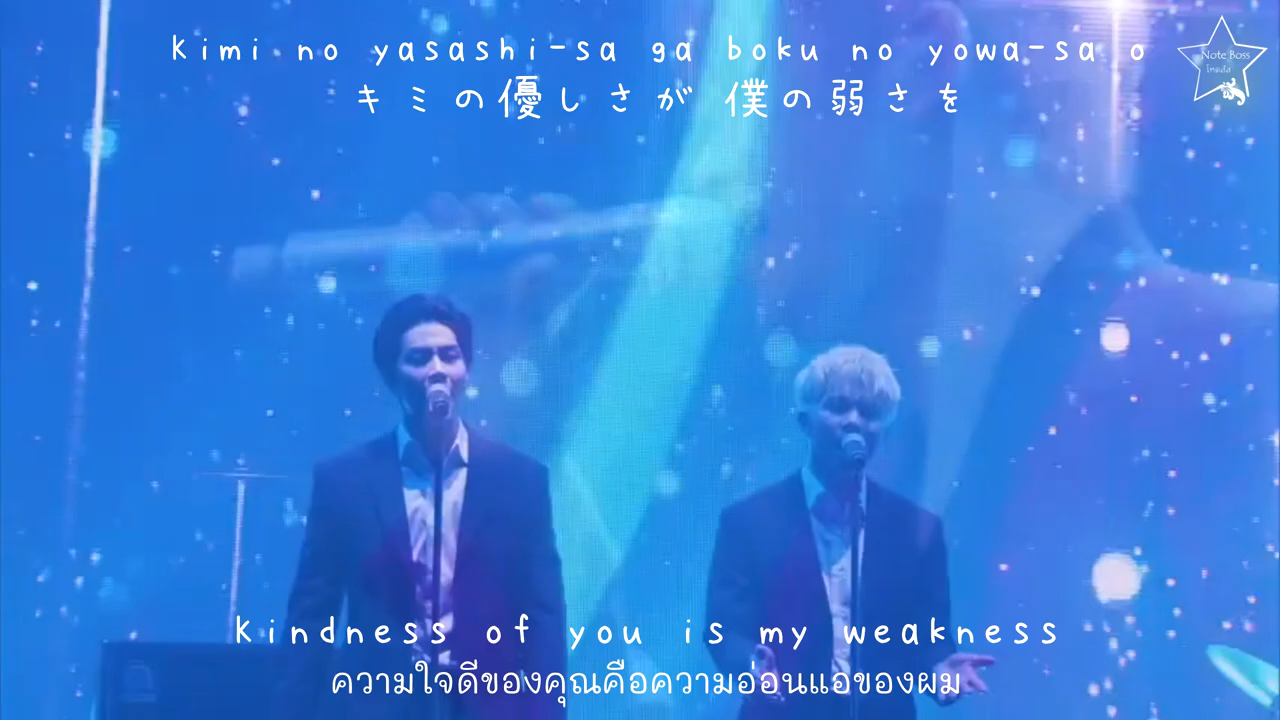 kimi no yasashi-sa ga boku no yowa-sa o
キミの優しさが 僕の弱さを
Note Boss
kindness of you is my weakness
ความใจดีของคุณคือความอ่อนแอของผม